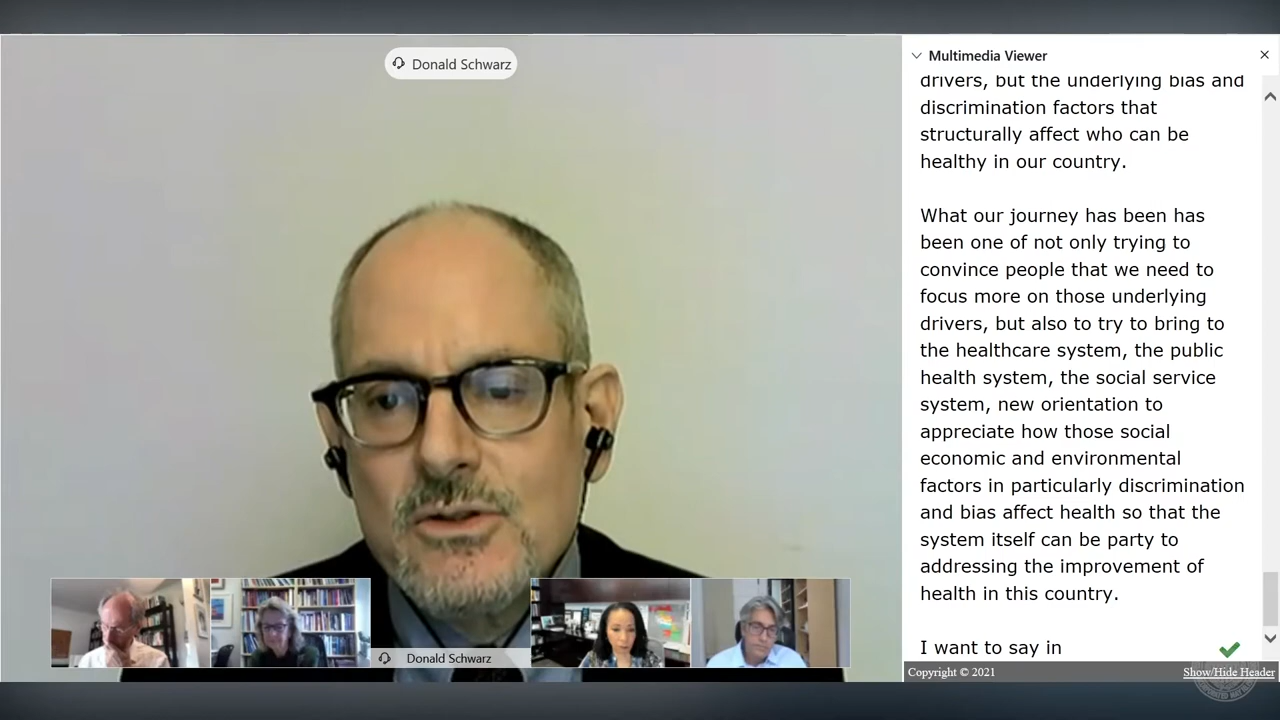 Donald Schwarz
Donald Schwarz
Multimedia Viewer
drivers, but the underlying bias and
discrimination factors that
structurally affect who can be
healthy in our country.
What our journey has been has
been one of not only trying to
convince people that we need to
focus more on those underlying
drivers, but also to try to bring to
the healthcare system, the public
health system, the social service
system, new orientation to
appreciate how those social
economic and environmental
factors in particularly discrimination
and bias affect health so that the
system itself can be party to
addressing the improvement of
health in this country.
I want to say in
Copyright © 2021
Show/Hide Header